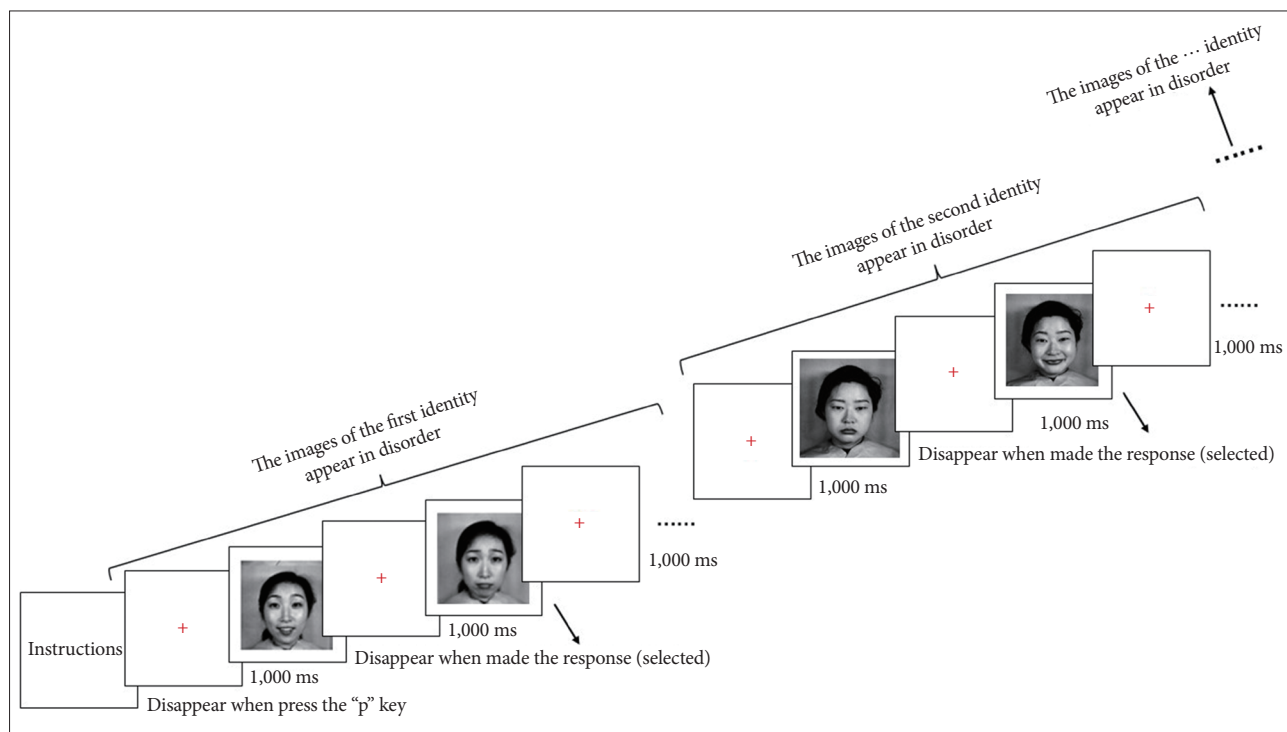 The images of the … identity
appear in disorder
The images of the second identity
appear in disorder
The images of the first identity
appear in disorder
1,000 ms
1,000 ms
Disappear when made the response (selected)
1,000 ms
1,000 ms
1,000 ms
Disappear when made the response (selected)
1,000 ms
Instructions
Disappear when press the “p” key